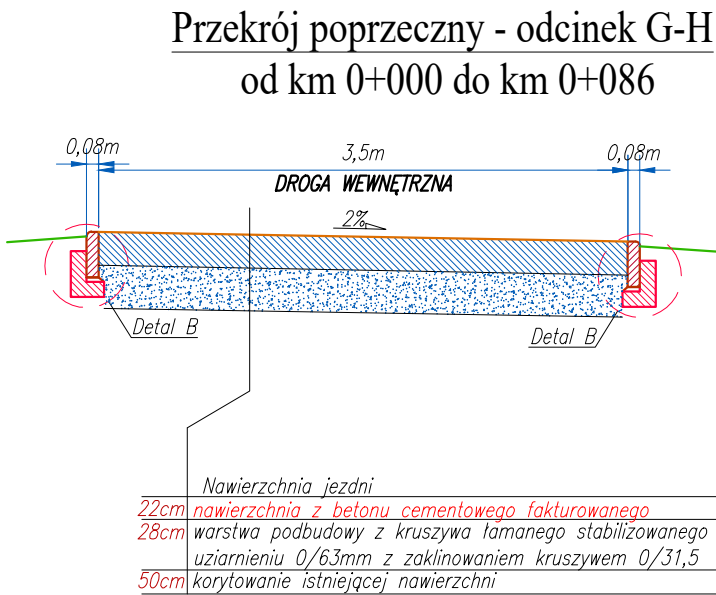 Przekrój poprzeczny - odcinek G-H
od km 0+000 do km 0+086
0,08m 3,5m 0,08m
DROGA WEWNĘTRZNA
2%
Detal B Detal B
Nawierzchnia jezdni
22cm nawierzchnia z betonu cementowego fakturowanego
28cm warstwa podbudowy z kruszywa łamanego stabilizowanego
uziarnieniu 0/63mm z zaklinowaniem kruszywem 0/31,5
50cm korytowanie istniejącej nawierzchni